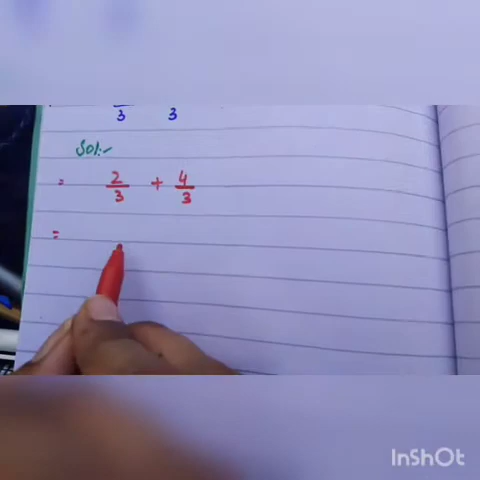 3 3
Sol:-
= 2/3 + 4/3
=
InShOt